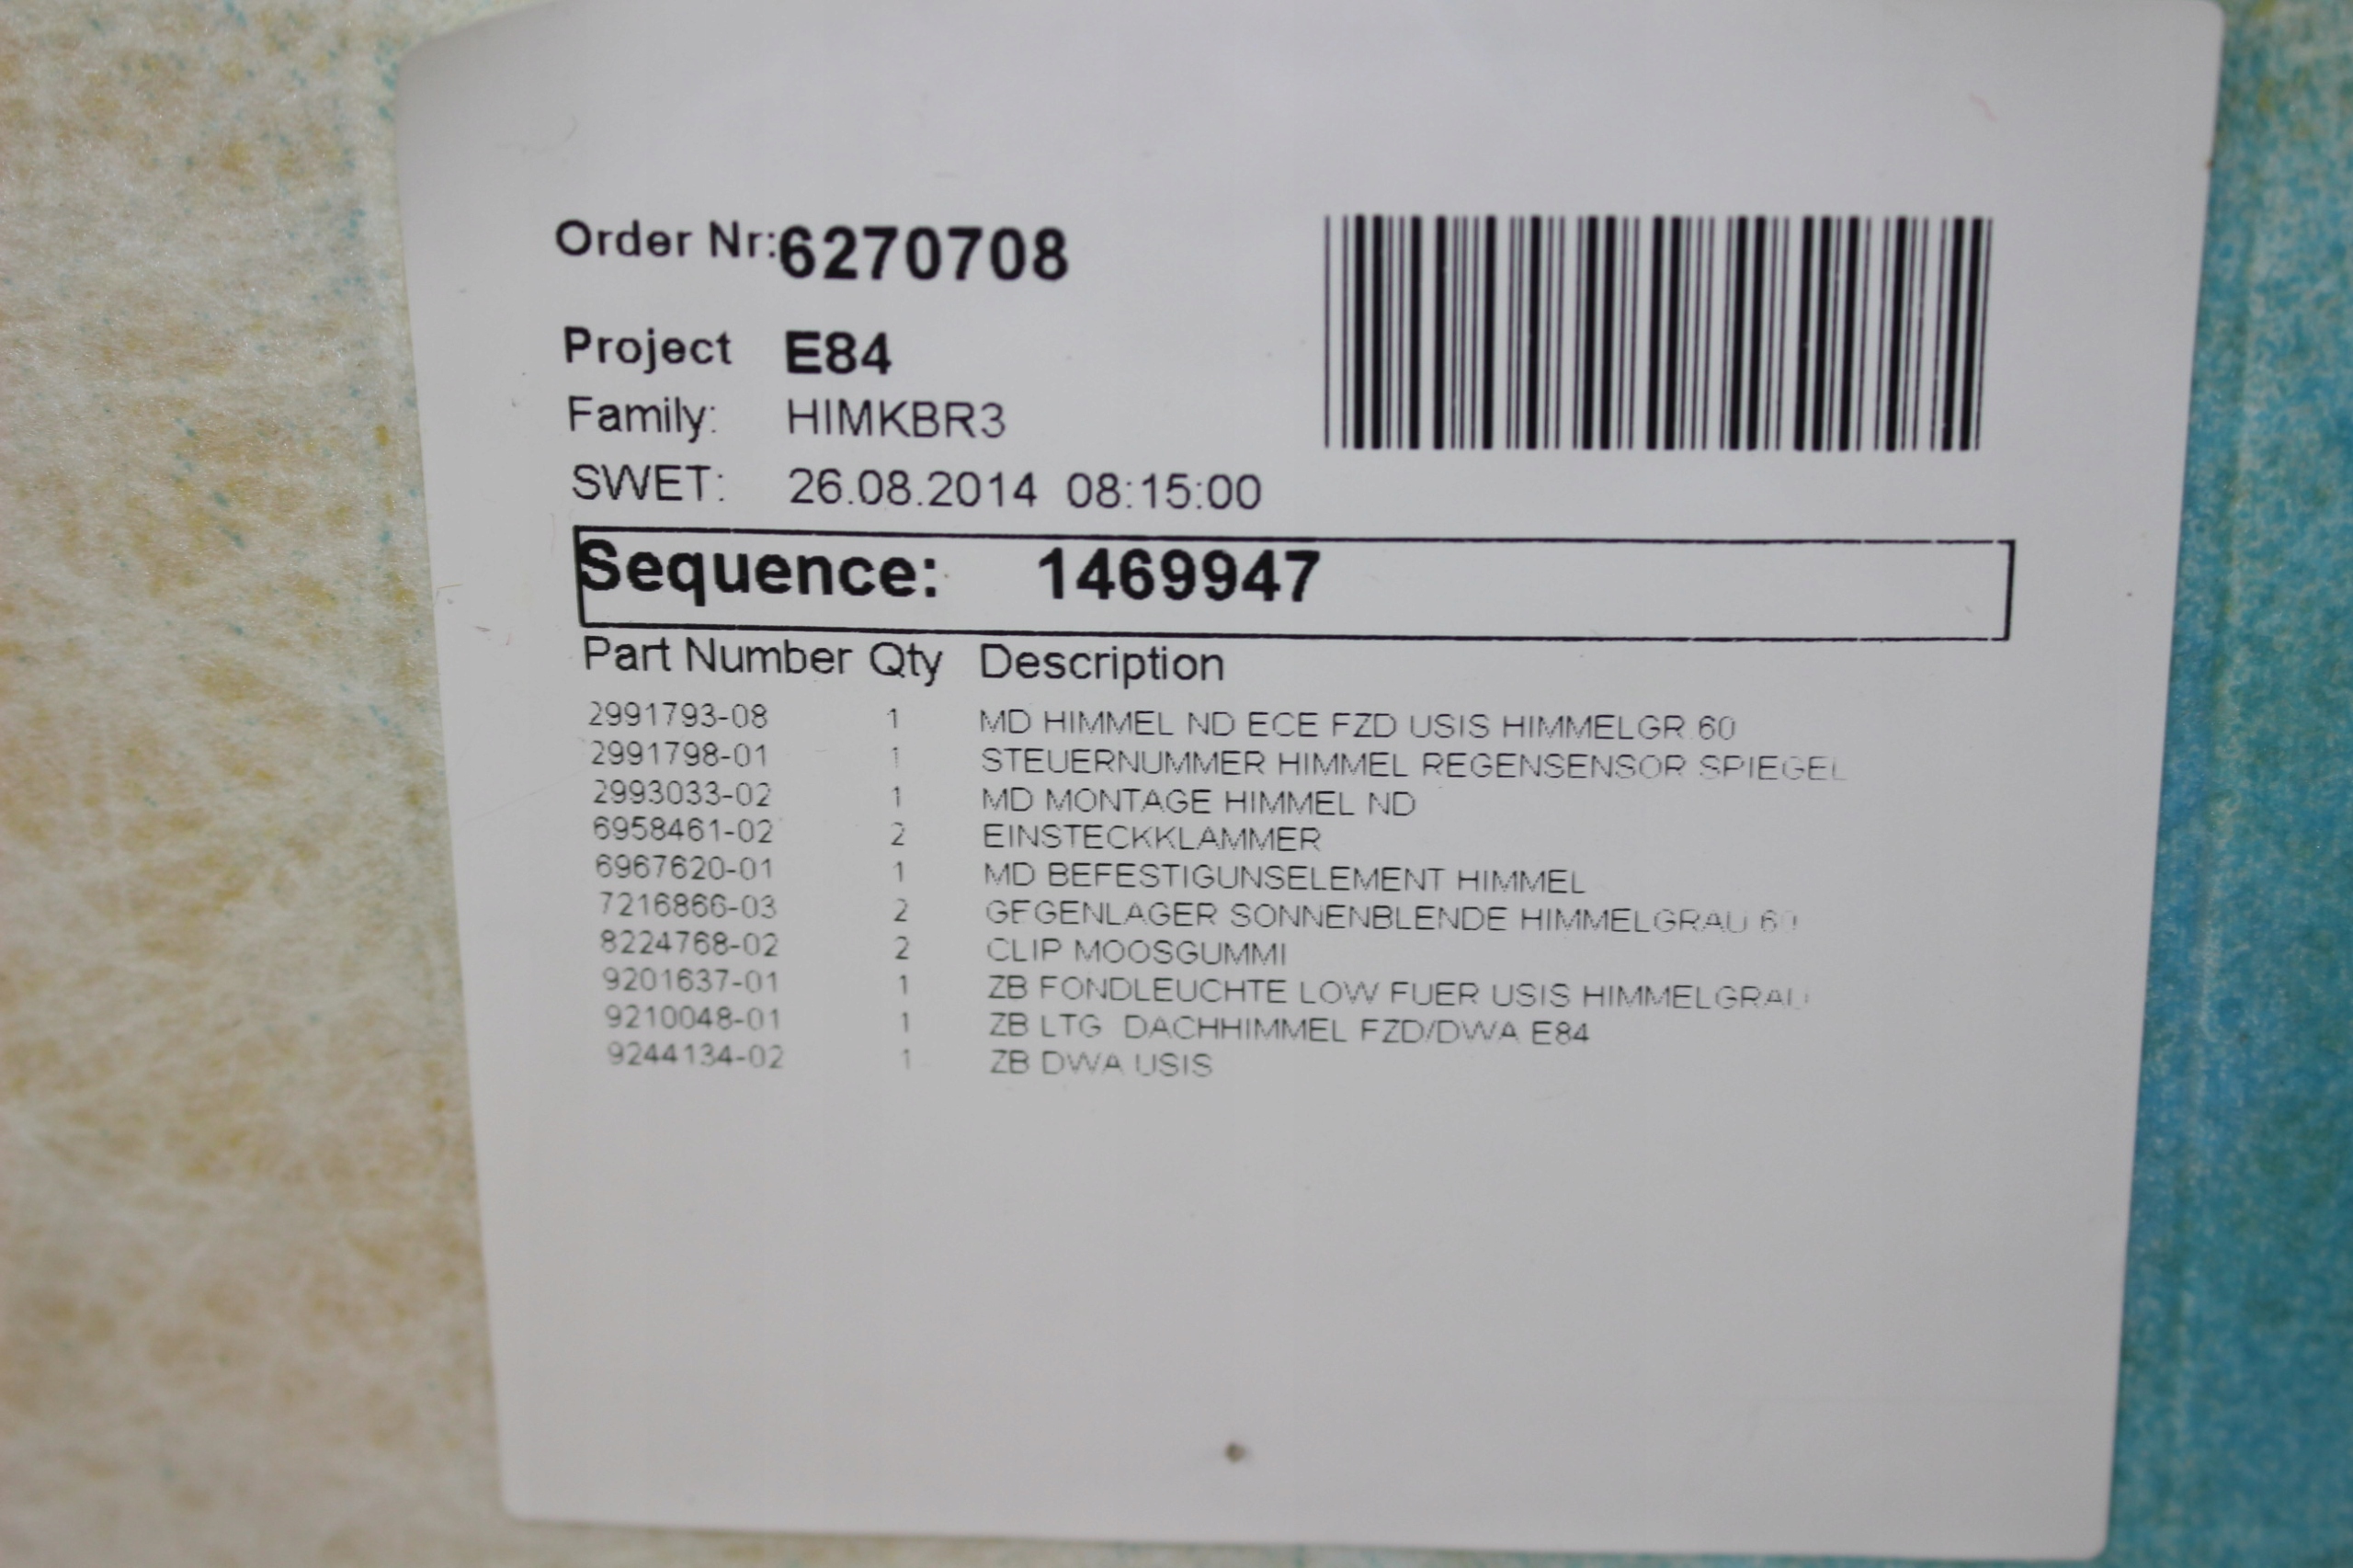 Order Nr:6270708
Project E84
Family: HIMKBR3
SWET: 26.08.2014 08:15:00
Sequence: 1469947
Part Number Qty Description
2991793-08 1 MD HIMMEL ND ECE FZD USIS HIMMELGR.60
2991798-01 1 STEUERNUMMER HIMMEL REGENSENSOR SPIEGEL
2993033-02 1 MD MONTAGE HIMMEL ND
6958461-02 2 EINSTECKKLAMMER
6967620-01 1 MD BEFESTIGUNSELEMENT HIMMEL
7216866-03 2 GEGENLAGER SONNENBLENDE HIMMELGRAU 60
8224768-02 2 CLIP MOOSGUMMI
9201637-01 1 ZB FONDLEUCHTE LOW FUER USIS HIMMELGRAU
9210048-01 1 ZB LTG DACHHIMMEL FZD/DWA E84
9244134-02 1 ZB DWA USIS